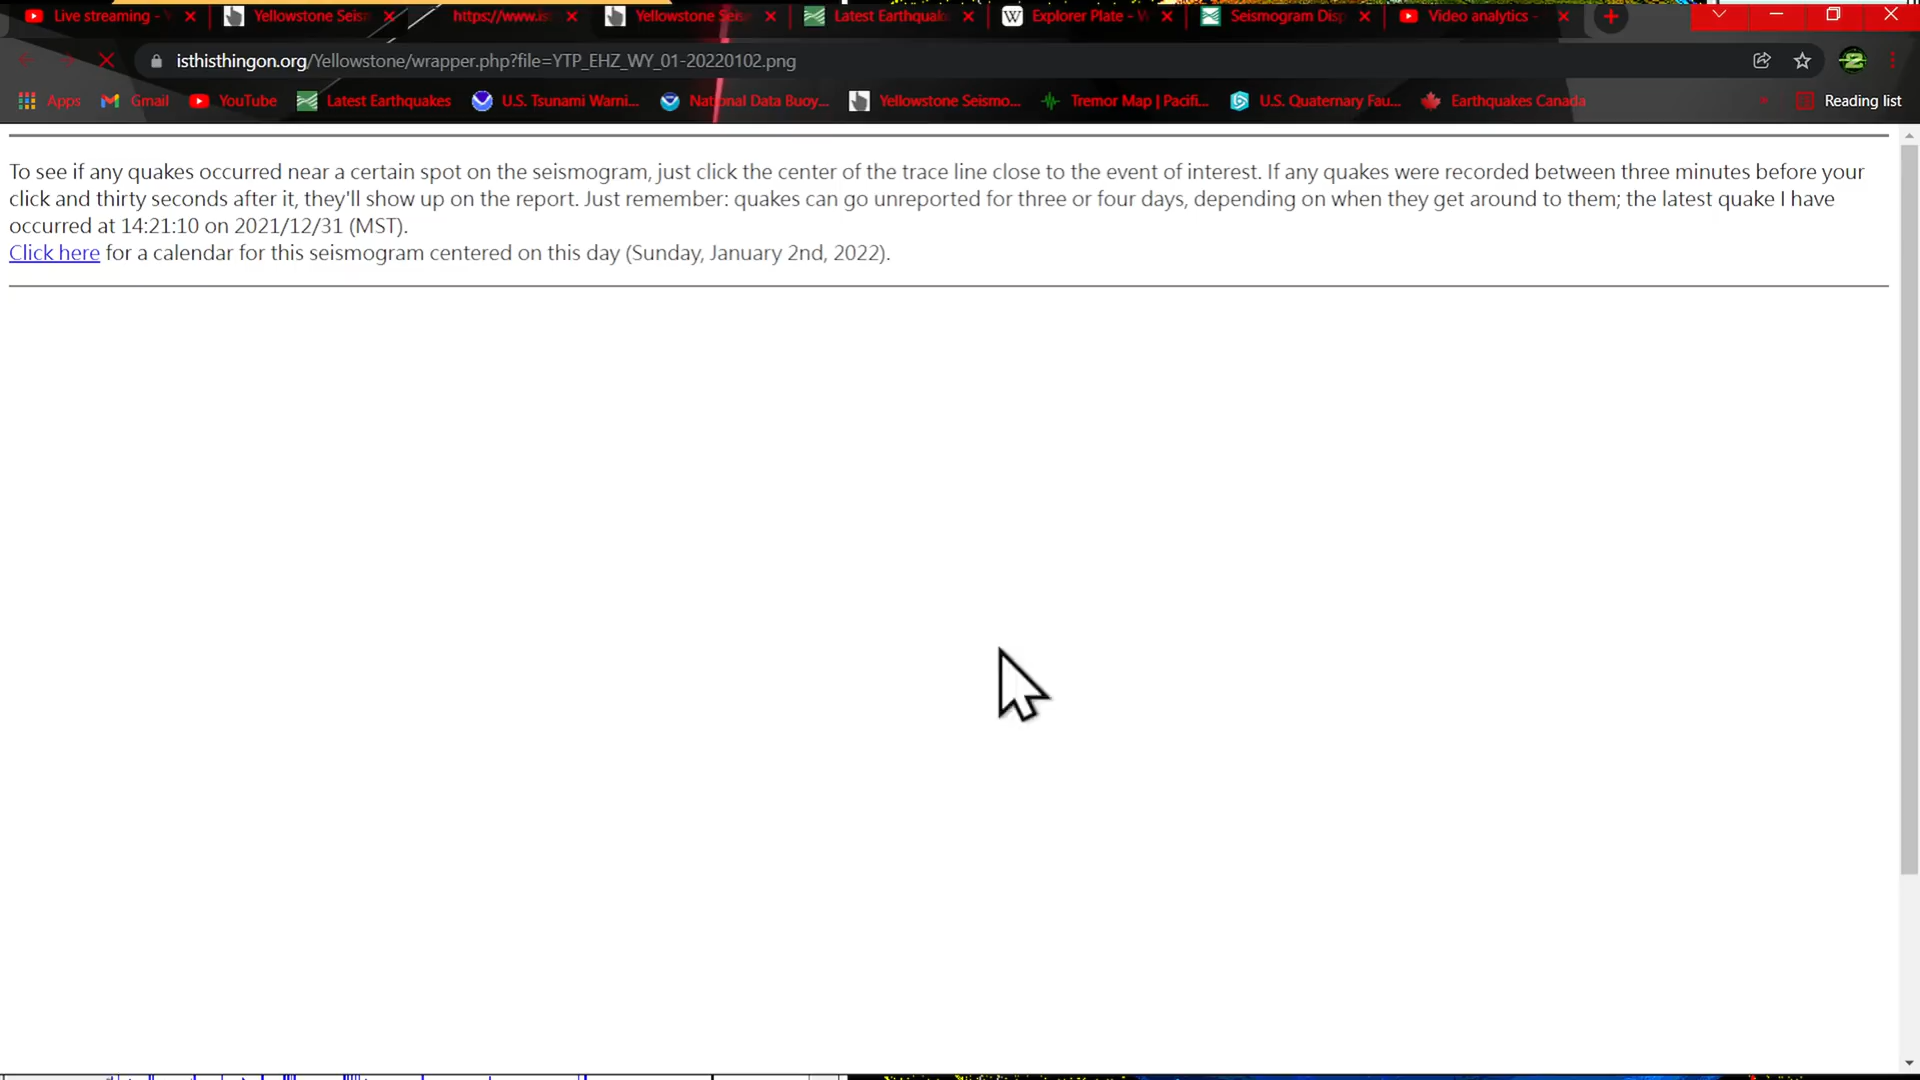 Live streaming -
Yellowstone Seis
https://www.is
Yellowstone Seis
Latest Earthquak
Explorer Plate - W
Seismogram Disp
Video analytics -
isthisthingon.org/Yellowstone/wrapper.php?file=YTP_EHZ_WY_01-20220102.png
Apps
Gmail
YouTube
Latest Earthquakes
U.S. Tsunami Warni...
National Data Buoy...
Yellowstone Seismo...
Tremor Map | Pacifi...
U.S. Quaternary Fau...
Earthquakes Canada
Reading list
To see if any quakes occurred near a certain spot on the seismogram, just click the center of the trace line close to the event of interest. If any quakes were recorded between three minutes before your
click and thirty seconds after it, they'll show up on the report. Just remember: quakes can go unreported for three or four days, depending on when they get around to them; the latest quake I have
occurred at 14:21:10 on 2021/12/31 (MST).
Click here for a calendar for this seismogram centered on this day (Sunday, January 2nd, 2022).